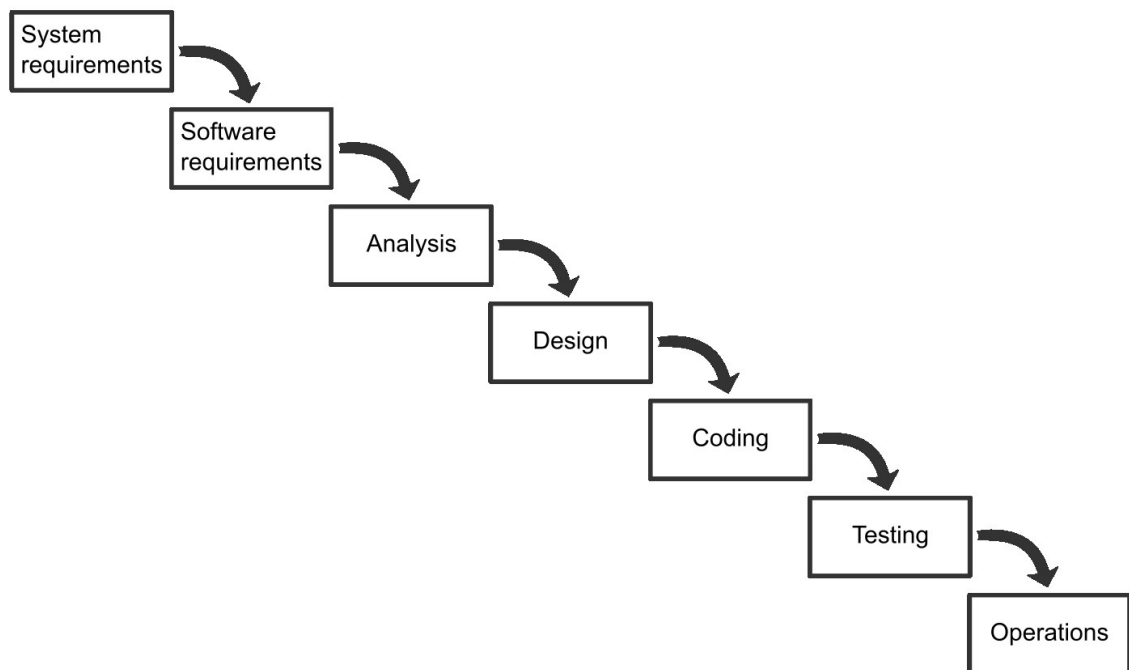 System
requirements
Software
requirements
Analysis
Design
Coding
Testing
Operations